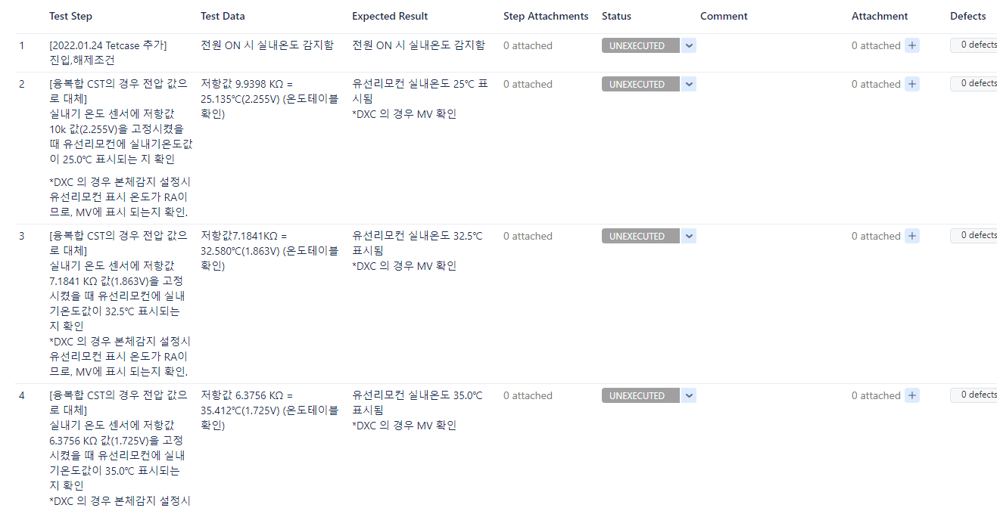 Test Step Test Data Expected Result Step Attachments Status Comment Attachment Defects
1 [2022.01.24 Tetcase 추가] 전원 ON 시 실내온도 감지함 전원 ON 시 실내온도 감지함 0 attached UNEXECUTED 0 attached + 0 defects
진입,해제조건
2 [융복합 CST의 경우 전압 값으 저항값 9.9398 KΩ = 유선리모컨 실내온도 25℃ 표 0 attached UNEXECUTED 0 attached + 0 defects
로 대체] 25.135℃(2.255V) (온도테이블 시됨
실내기 온도 센서에 저항값 확인) *DXC 의 경우 MV 확인
10k 값(2.255V)을 고정시켰을
때 유선리모컨에 실내기온도값
이 25.0℃ 표시되는 지 확인
*DXC 의 경우 본체감지 설정시
유선리모컨 표시 온도가 RA이
므로, MV에 표시 되는지 확인.
3 [융복합 CST의 경우 전압 값으 저항값7.1841KΩ = 유선리모컨 실내온도 32.5℃ 0 attached UNEXECUTED 0 attached + 0 defects
로 대체] 32.580℃(1.863V) (온도테이블 표시됨
실내기 온도 센서에 저항값 확인) *DXC 의 경우 MV 확인
7.1841 KΩ 값(1.863V)을 고정
시켰을 때 유선리모컨에 실내
기온도값이 32.5℃ 표시되는
지 확인
*DXC 의 경우 본체감지 설정시
유선리모컨 표시 온도가 RA이
므로, MV에 표시 되는지 확인.
4 [융복합 CST의 경우 전압 값으 저항값 6.3756 KΩ = 유선리모컨 실내온도 35.0℃ 0 attached UNEXECUTED 0 attached + 0 defects
로 대체] 35.412℃(1.725V) (온도테이블 표시됨
실내기 온도 센서에 저항값 확인) *DXC 의 경우 MV 확인
6.3756 KΩ 값(1.725V)을 고정
시켰을 때 유선리모컨에 실내
기온도값이 35.0℃ 표시되는
지 확인
*DXC 의 경우 본체감지 설정시